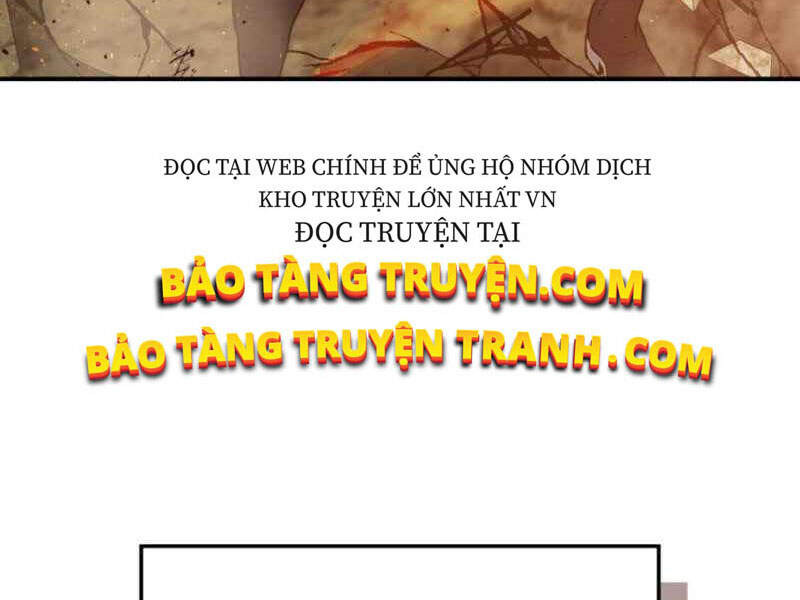 ĐỌC TẠI WEB CHÍNH ĐỂ ỦNG HỘ NHÓM DỊCH
KHO TRUYỆN LỚN NHẤT VN
ĐỌC TRUYỆN TẠI
BẢO TÀNG TRUYỆN.COM
BẢO TÀNG TRUYỆN TRANH.COM